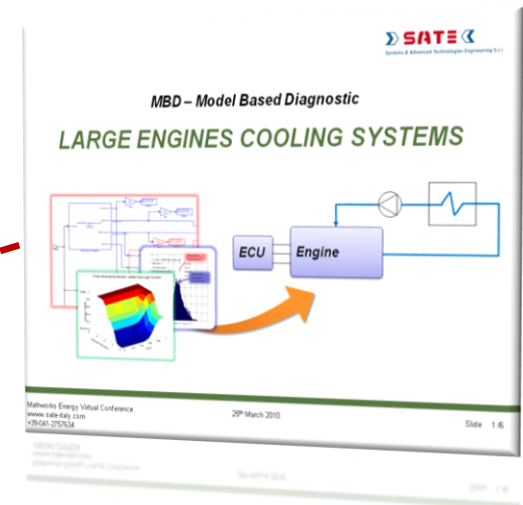 SATE
Systems & Advanced Technologies Engineering S.r.l.
MBD – Model Based Diagnostic
LARGE ENGINES COOLING SYSTEMS
ECU
Engine
Mathworks Energy Virtual Conference
www.sate-italy.com
+39-041-2757634
25th March 2010
Slide 1 /6